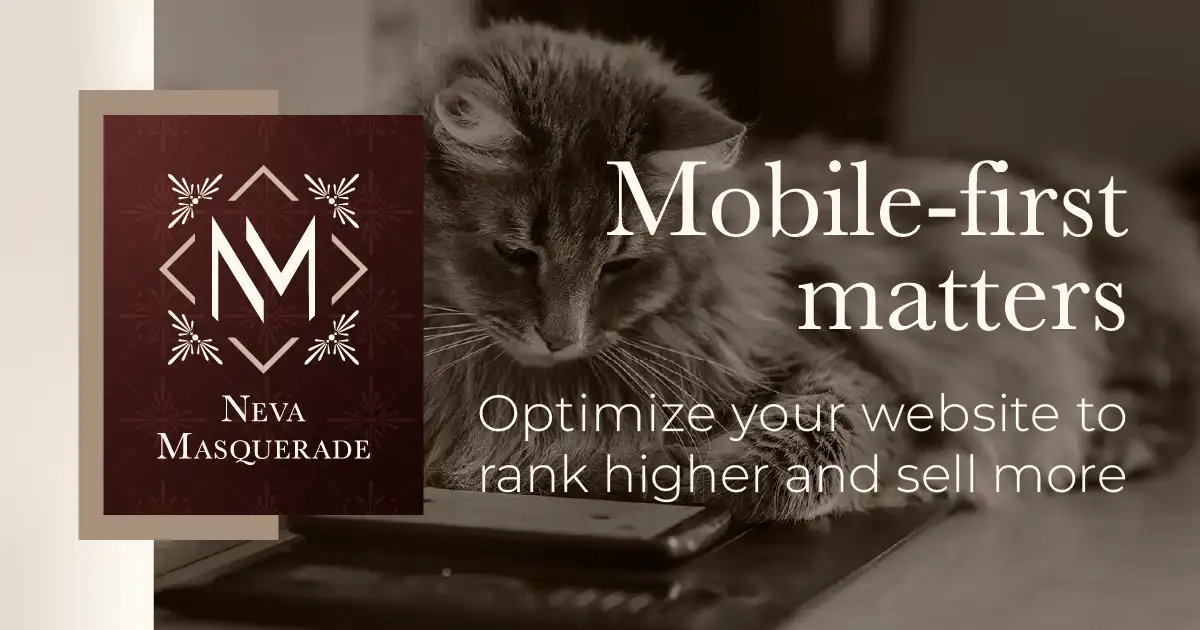 NM
Neva
Masquerade
Mobile-first
matters
Optimize your website to
rank higher and sell more